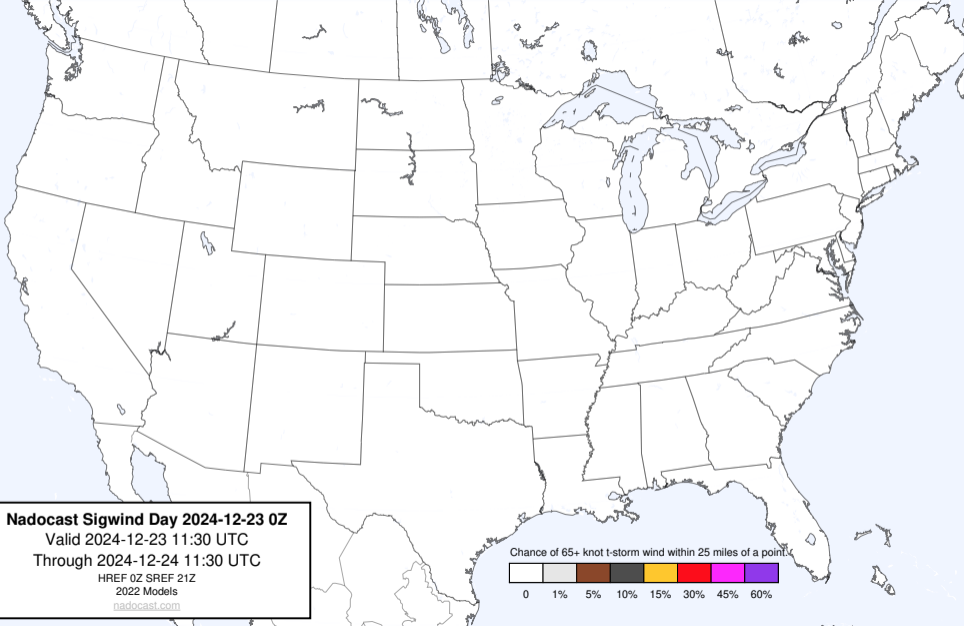 Nadocast Sigwind Day 2024-12-23 0Z
Valid 2024-12-23 11:30 UTC
Through 2024-12-24 11:30 UTC
HREF 0Z SREF 21Z
2022 Models
nadocast.com
Chance of 65+ knot t-storm wind within 25 miles of a point.
0 1% 5% 10% 15% 30% 45% 60%